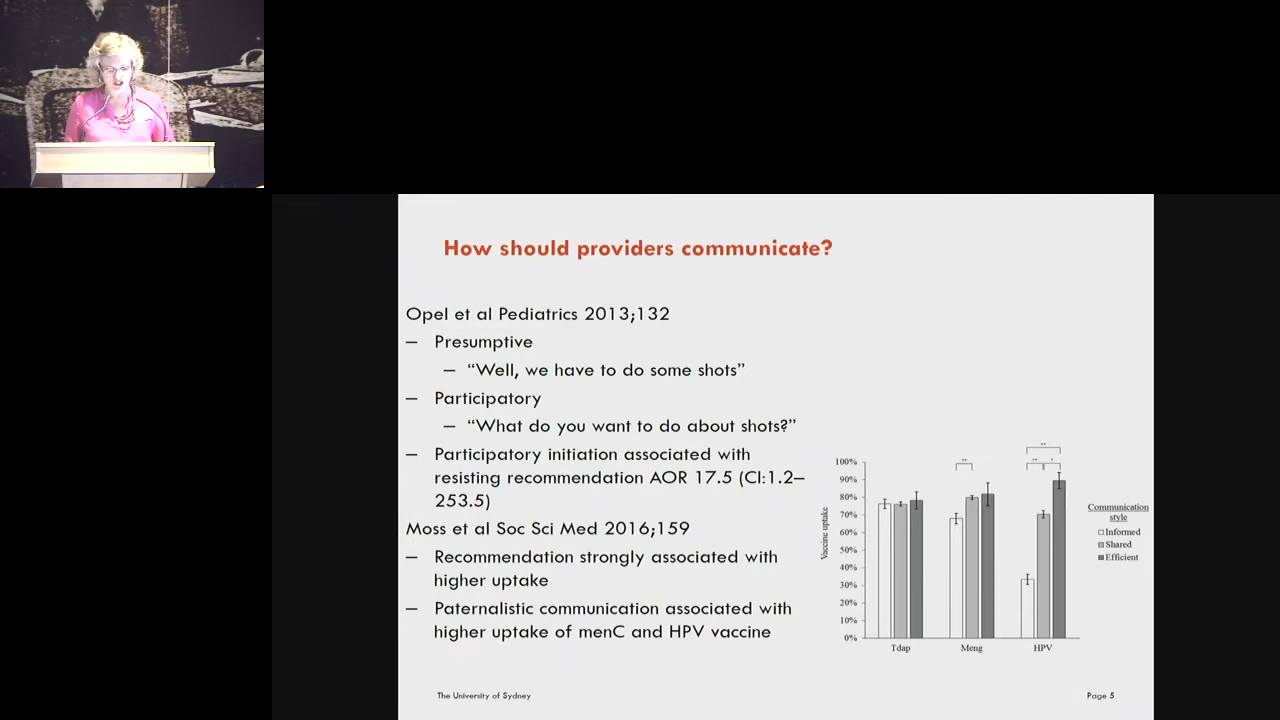 How should providers communicate?
Opel et al Pediatrics 2013;132
– Presumptive
– “Well, we have to do some shots”
– Participatory
– “What do you want to do about shots?”
– Participatory initiation associated with
resisting recommendation AOR 17.5 (CI:1.2–
253.5)
Moss et al Soc Sci Med 2016;159
– Recommendation strongly associated with
higher uptake
– Paternalistic communication associated with
higher uptake of menC and HPV vaccine
Vaccine uptake
100%
90%
80%
70%
60%
50%
40%
30%
20%
10%
0%
**
**
**
*
Tdap
Meng
HPV
Communication
style
Informed
Shared
Efficient
The University of Sydney
Page 5